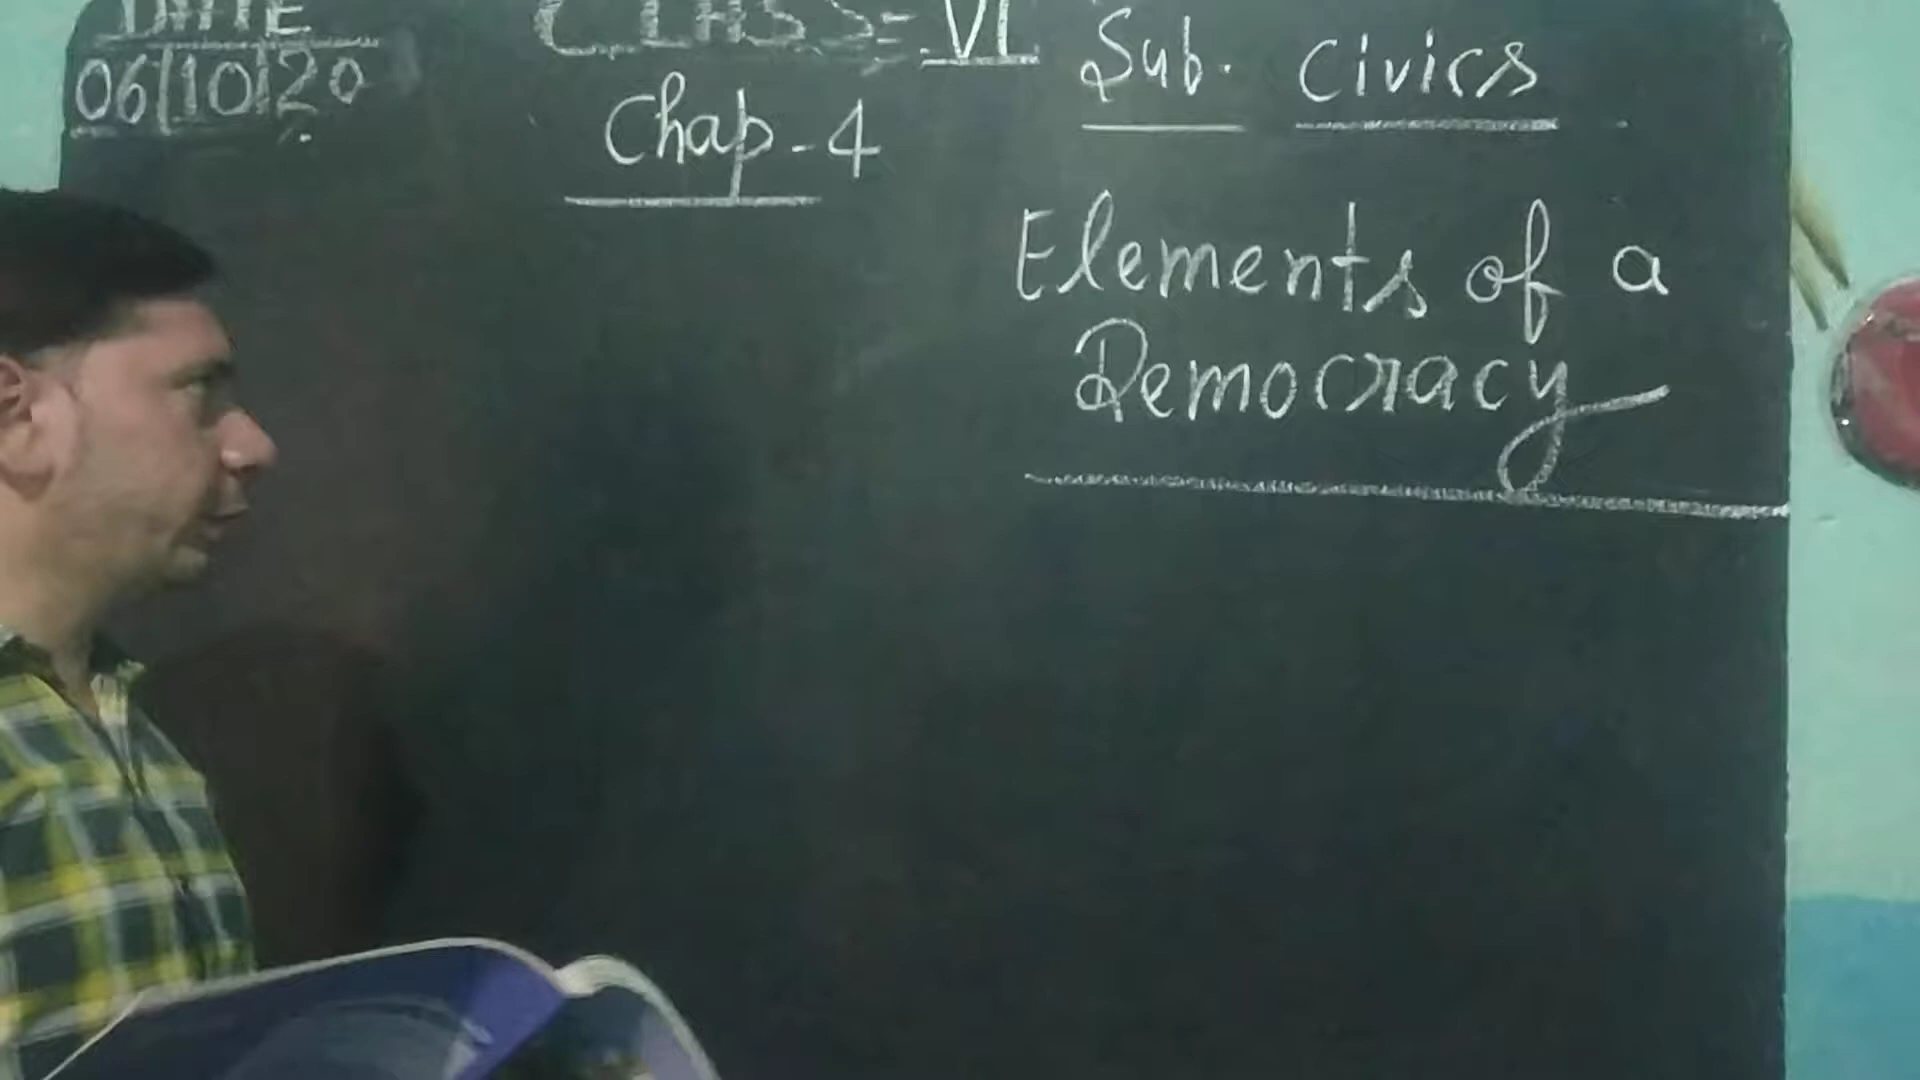 DATE
06/10/20
CLASS = VI
Chap - 4
Sub. Civics
Elements of a
Democracy